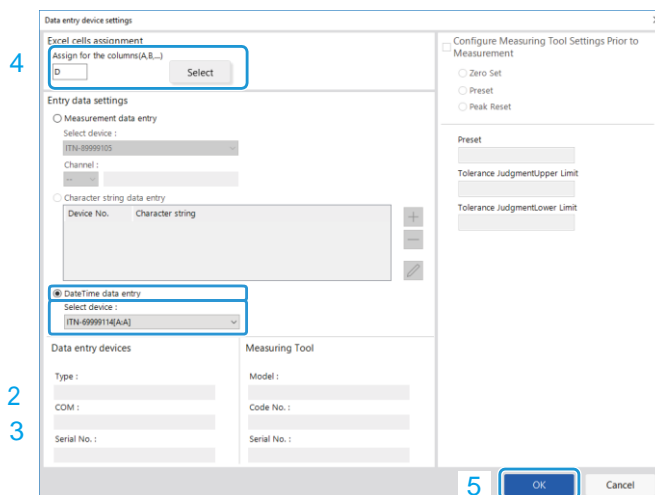 Data entry device settings
Excel cells assignment
4
Assign for the columns(A,B,...)
D
Select
Entry data settings
Measurement data entry
Select device :
ITN-89999105
Channel :
--
Character string data entry
Device No. Character string
DateTime data entry
Select device :
ITN-69999114[A:A]
Data entry devices
Type :
2
COM :
3
Serial No. :
Measuring Tool
Model :
Code No. :
Serial No. :
Configure Measuring Tool Settings Prior to
Measurement
Zero Set
Preset
Peak Reset
Preset
Tolerance JudgmentUpper Limit
Tolerance JudgmentLower Limit
5
OK
Cancel